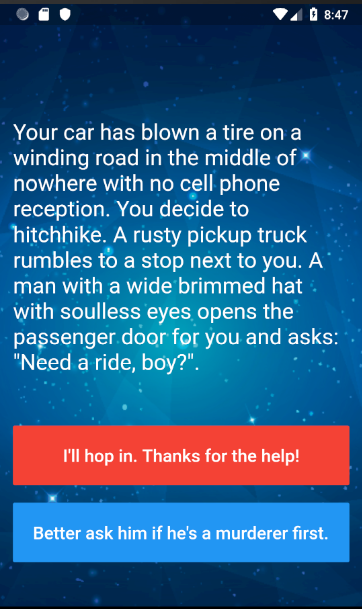 8:47
Your car has blown a tire on a
winding road in the middle of
nowhere with no cell phone
reception. You decide to
hitchhike. A rusty pickup truck
rumbles to a stop next to you. A
man with a wide brimmed hat
with soulless eyes opens the
passenger door for you and asks:
"Need a ride, boy?".
I'll hop in. Thanks for the help!
Better ask him if he's a murderer first.